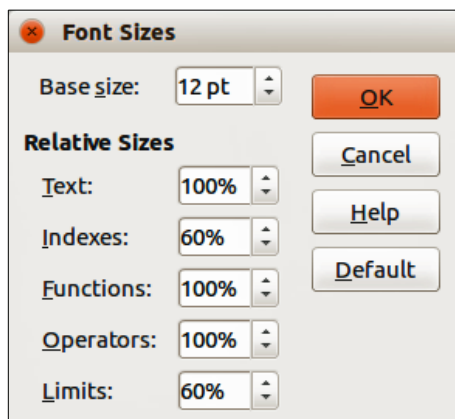 Font Sizes
Base size: 12 pt
OK
Relative Sizes
Cancel
Text: 100%
Help
Indexes: 60%
Default
Functions: 100%
Operators: 100%
Limits: 60%